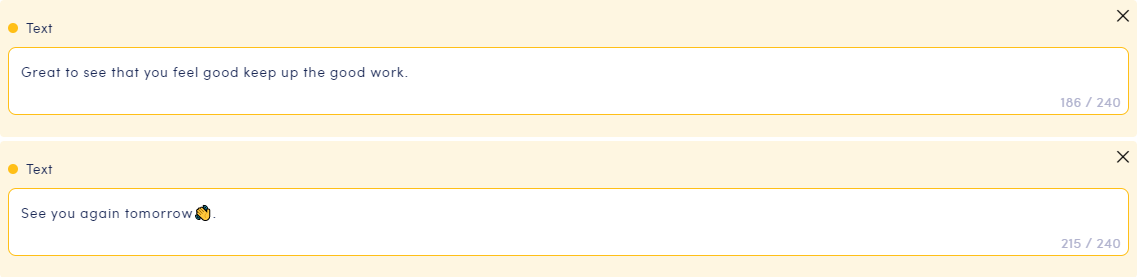 Text
Great to see that you feel good keep up the good work.
186 / 240
Text
See you again tomorrow👋.
215 / 240